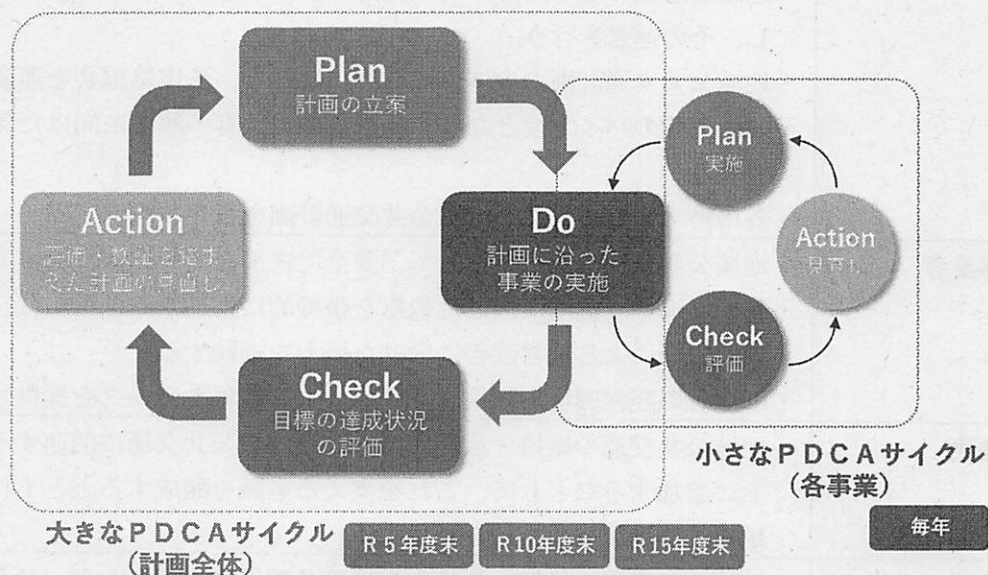 Plan
計画の立案
Action
評価・検証を踏ま
えた計画の見直し
Do
計画に沿った
事業の実施
Check
目標の達成状況
の評価
Plan
実施
Action
見直し
Check
評価
小さなPDCAサイクル
(各事業)
毎年
大きなPDCAサイクル
(計画全体)
R5年度末
R10年度末
R15年度末